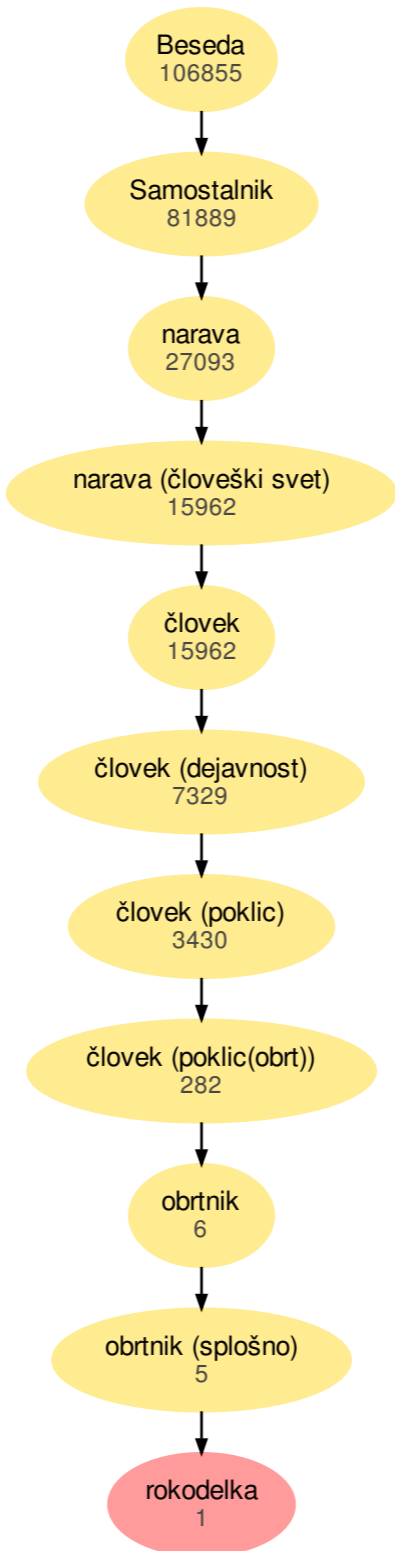 Beseda
106855
Samostalnik
81889
narava
27093
narava (človeški svet)
15962
človek
15962
človek (dejavnost)
7329
človek (poklic)
3430
človek (poklic(obrt))
282
obrtnik
6
obrtnik (splošno)
5
rokodelka
1